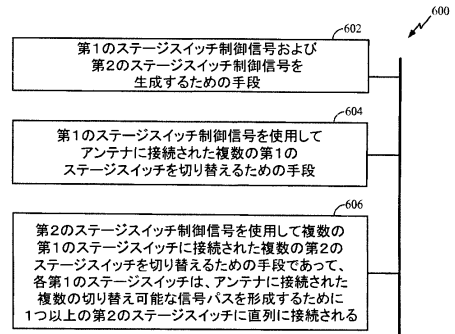 600
602
第1のステージスイッチ制御信号および
第2のステージスイッチ制御信号を
生成するための手段
604
第1のステージスイッチ制御信号を使用して
アンテナに接続された複数の第1の
ステージスイッチを切り替えるための手段
606
第2のステージスイッチ制御信号を使用して複数の
第1のステージスイッチに接続された複数の第2の
ステージスイッチを切り替えるための手段であって、
各第1のステージスイッチは、アンテナに接続された
複数の切り替え可能な信号パスを形成するために
1つ以上の第2のステージスイッチに直列に接続される